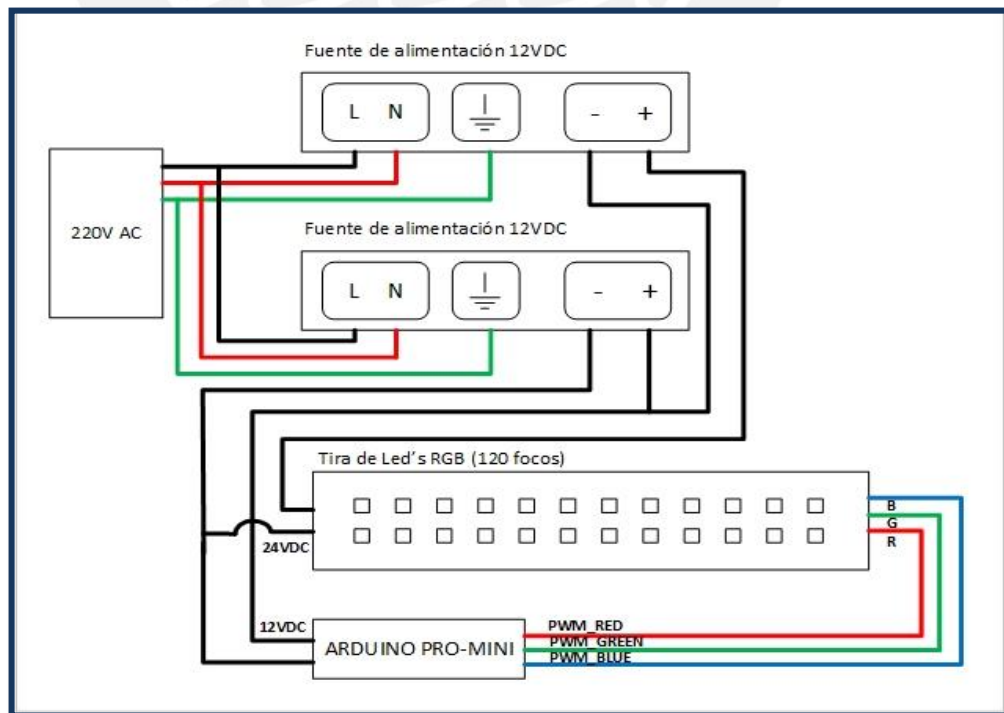 Fuente de alimentación 12VDC
L N - +
220V AC
Fuente de alimentación 12VDC
L N - +
Tira de Led's RGB (120 focos)
B
G
R
24VDC
12VDC
ARDUINO PRO-MINI
PWM_RED
PWM_GREEN
PWM_BLUE